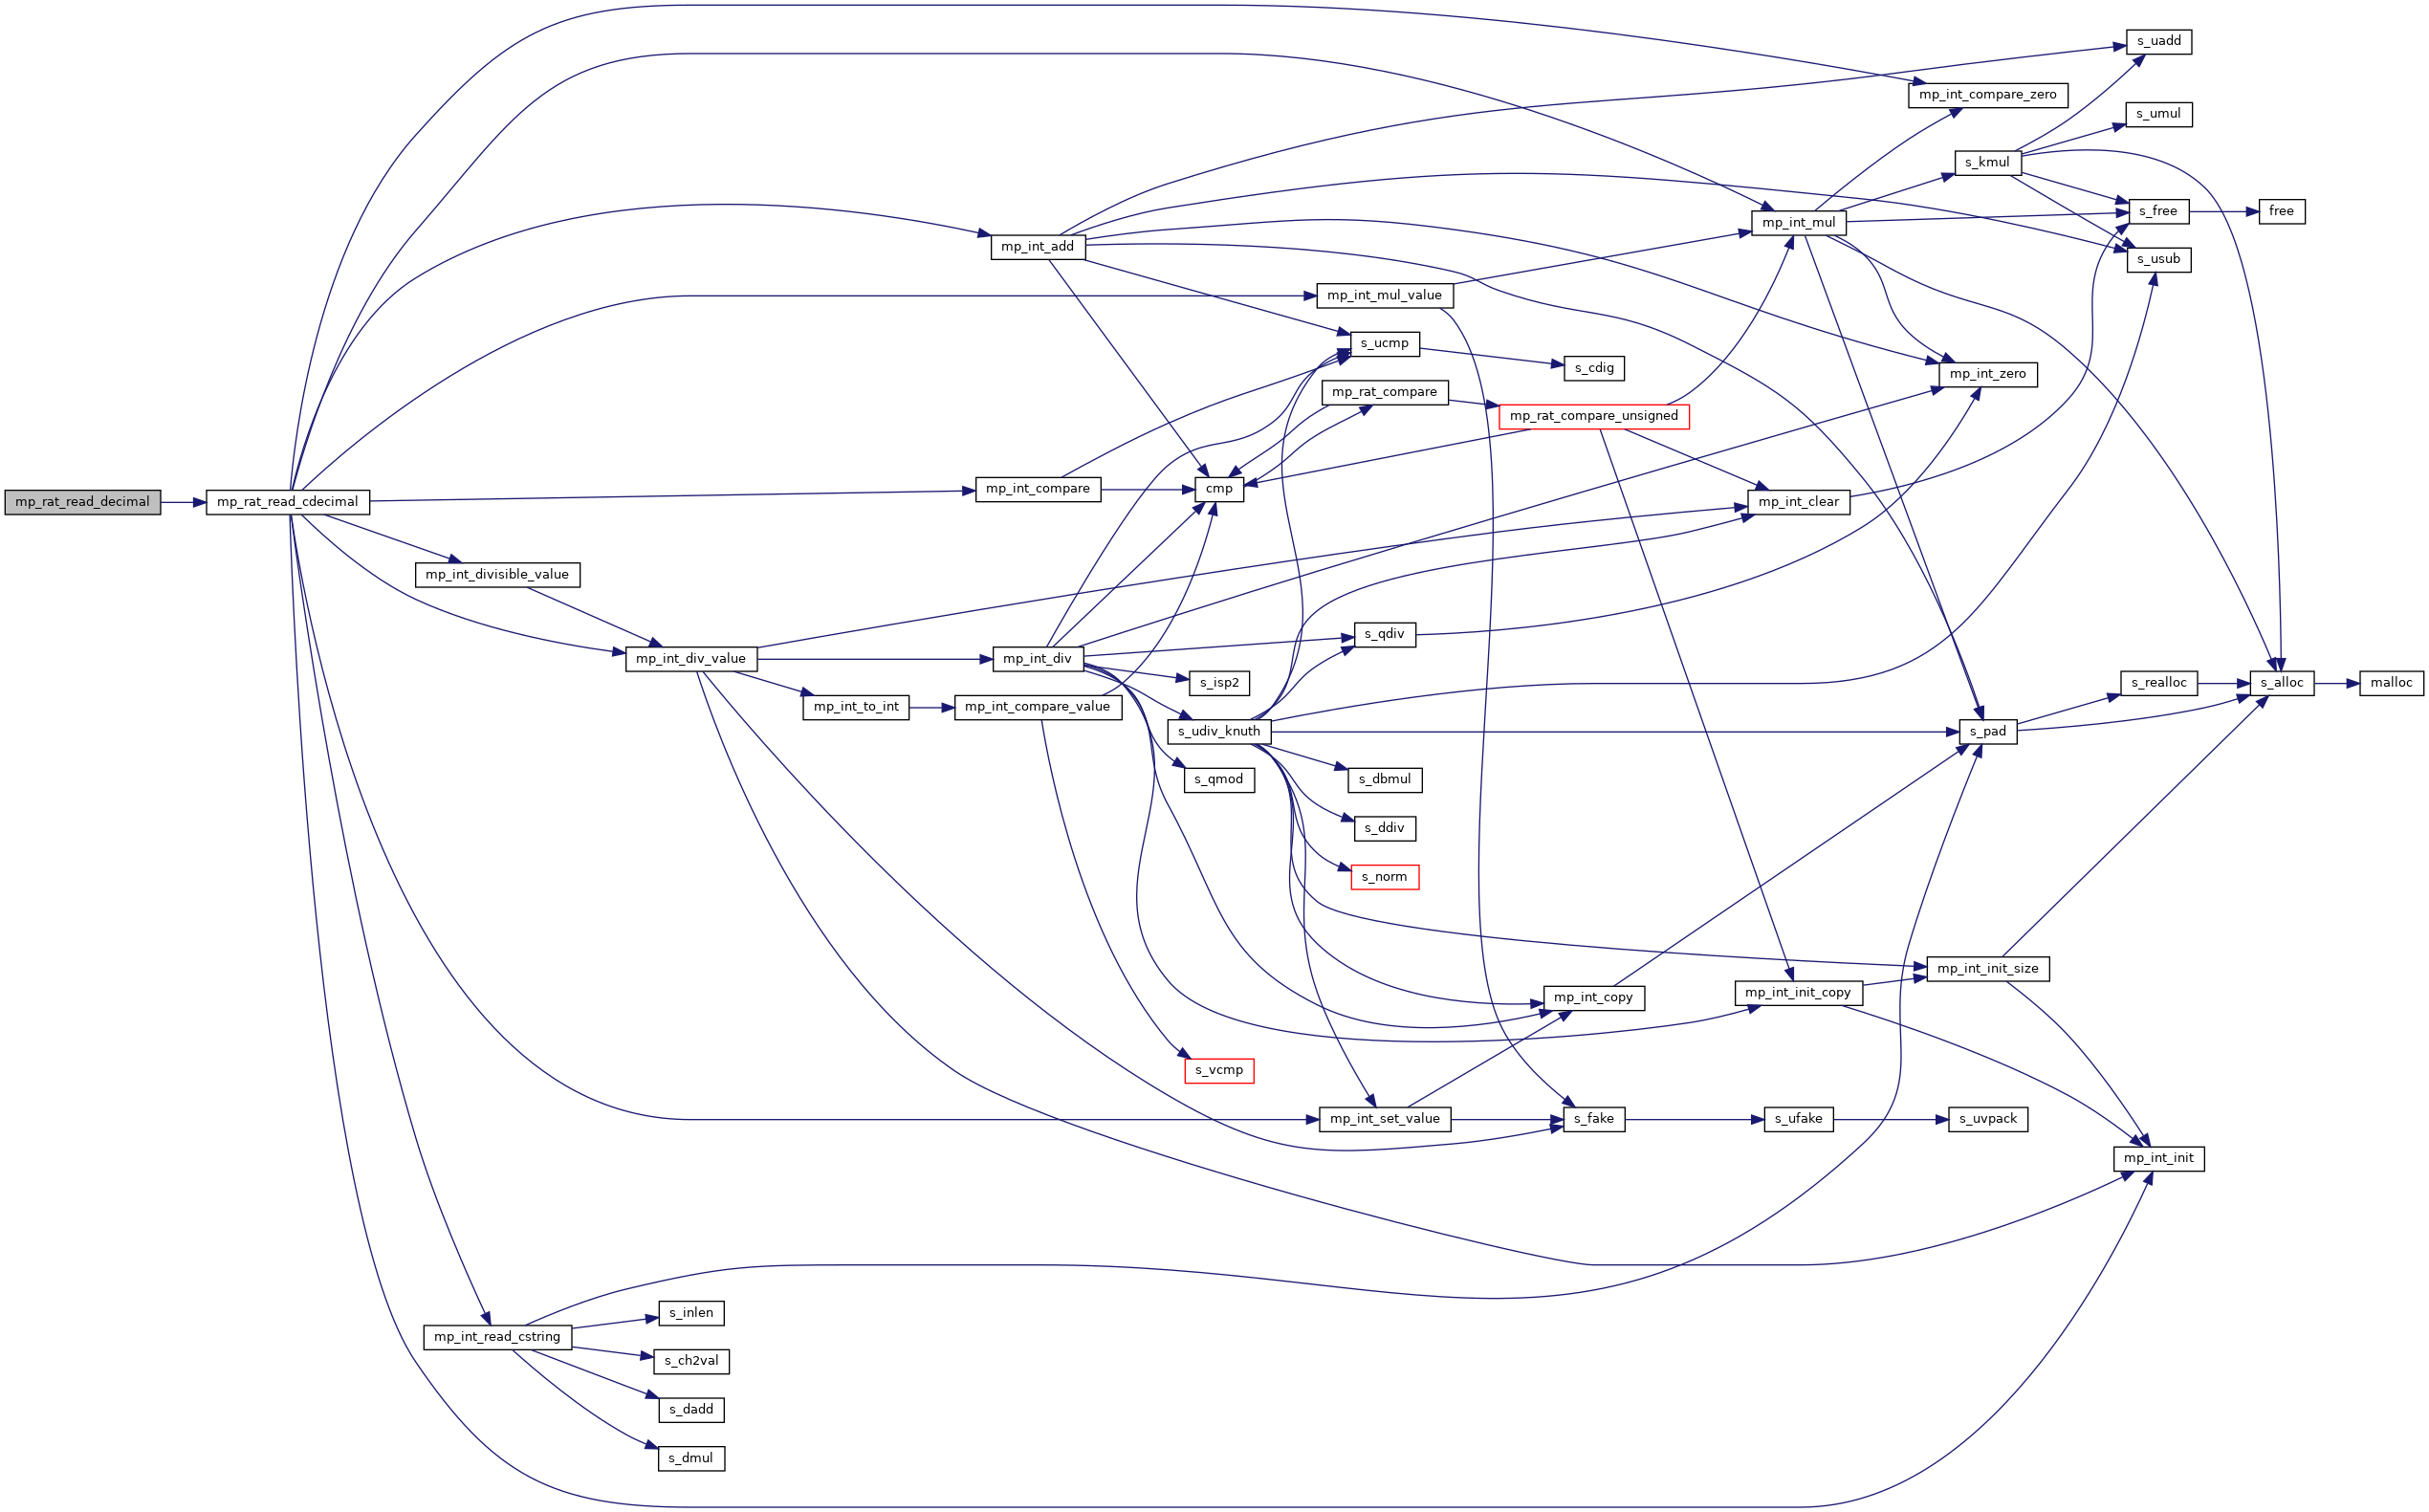 mp_rat_read_decimal
mp_rat_read_cdecimal
mp_int_divisible_value
mp_int_read_cstring
mp_int_div_value
s_inlen
s_ch2val
s_dadd
s_dmul
mp_int_to_int
mp_int_add
mp_int_compare
mp_int_div
mp_int_compare_value
cmp
s_isp2
s_udiv_knuth
s_qmod
s_vcmp
mp_int_mul_value
s_ucmp
mp_rat_compare
s_qdiv
s_dbmul
s_ddiv
s_norm
mp_int_set_value
s_cdig
mp_rat_compare_unsigned
mp_int_copy
s_fake
mp_int_mul
mp_int_clear
mp_int_init_copy
s_ufake
mp_int_compare_zero
s_kmul
mp_int_zero
s_pad
mp_int_init_size
s_uvpack
s_uadd
s_umul
s_free
s_usub
s_realloc
mp_int_init
free
s_alloc
malloc